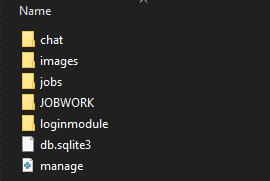 Name
chat
images
jobs
JOBWORK
loginmodule
db.sqlite3
manage